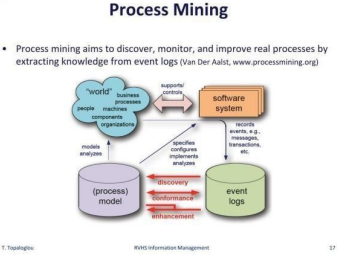 Process Mining
• Process mining aims to discover, monitor, and improve real processes by
extracting knowledge from event logs (Van Der Aalst, www.processmining.org)
"world"
business
processes
people machines
components
organizations
supports/
controls
software
system
records
events, e.g.,
messages,
transactions,
etc.
specifies
configures
implements
analyzes
models
analyzes
(process)
model
discovery
conformance
enhancement
event
logs
T. Topaloglou
RVHS Information Management
17